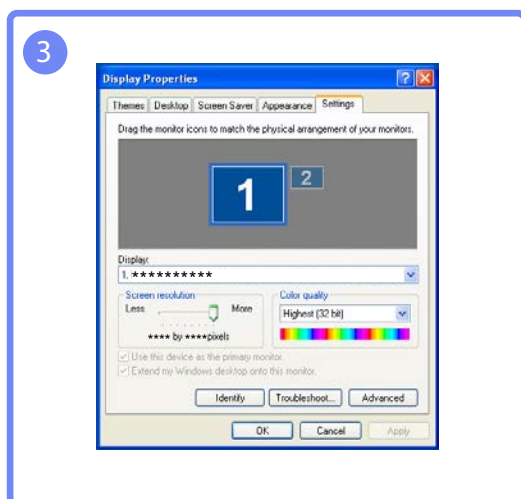 3
Display Properties
Themes Desktop Screen Saver Appearance Settings
Drag the monitor icons to match the physical arrangement of your monitors.
1 2
Display:
1. **********
Screen resolution Color quality
Less More Highest (32 bit)
**** by ****pixels
Use this device as the primary monitor.
Extend my Windows desktop onto this monitor.
Identify Troubleshoot... Advanced
OK Cancel Apply